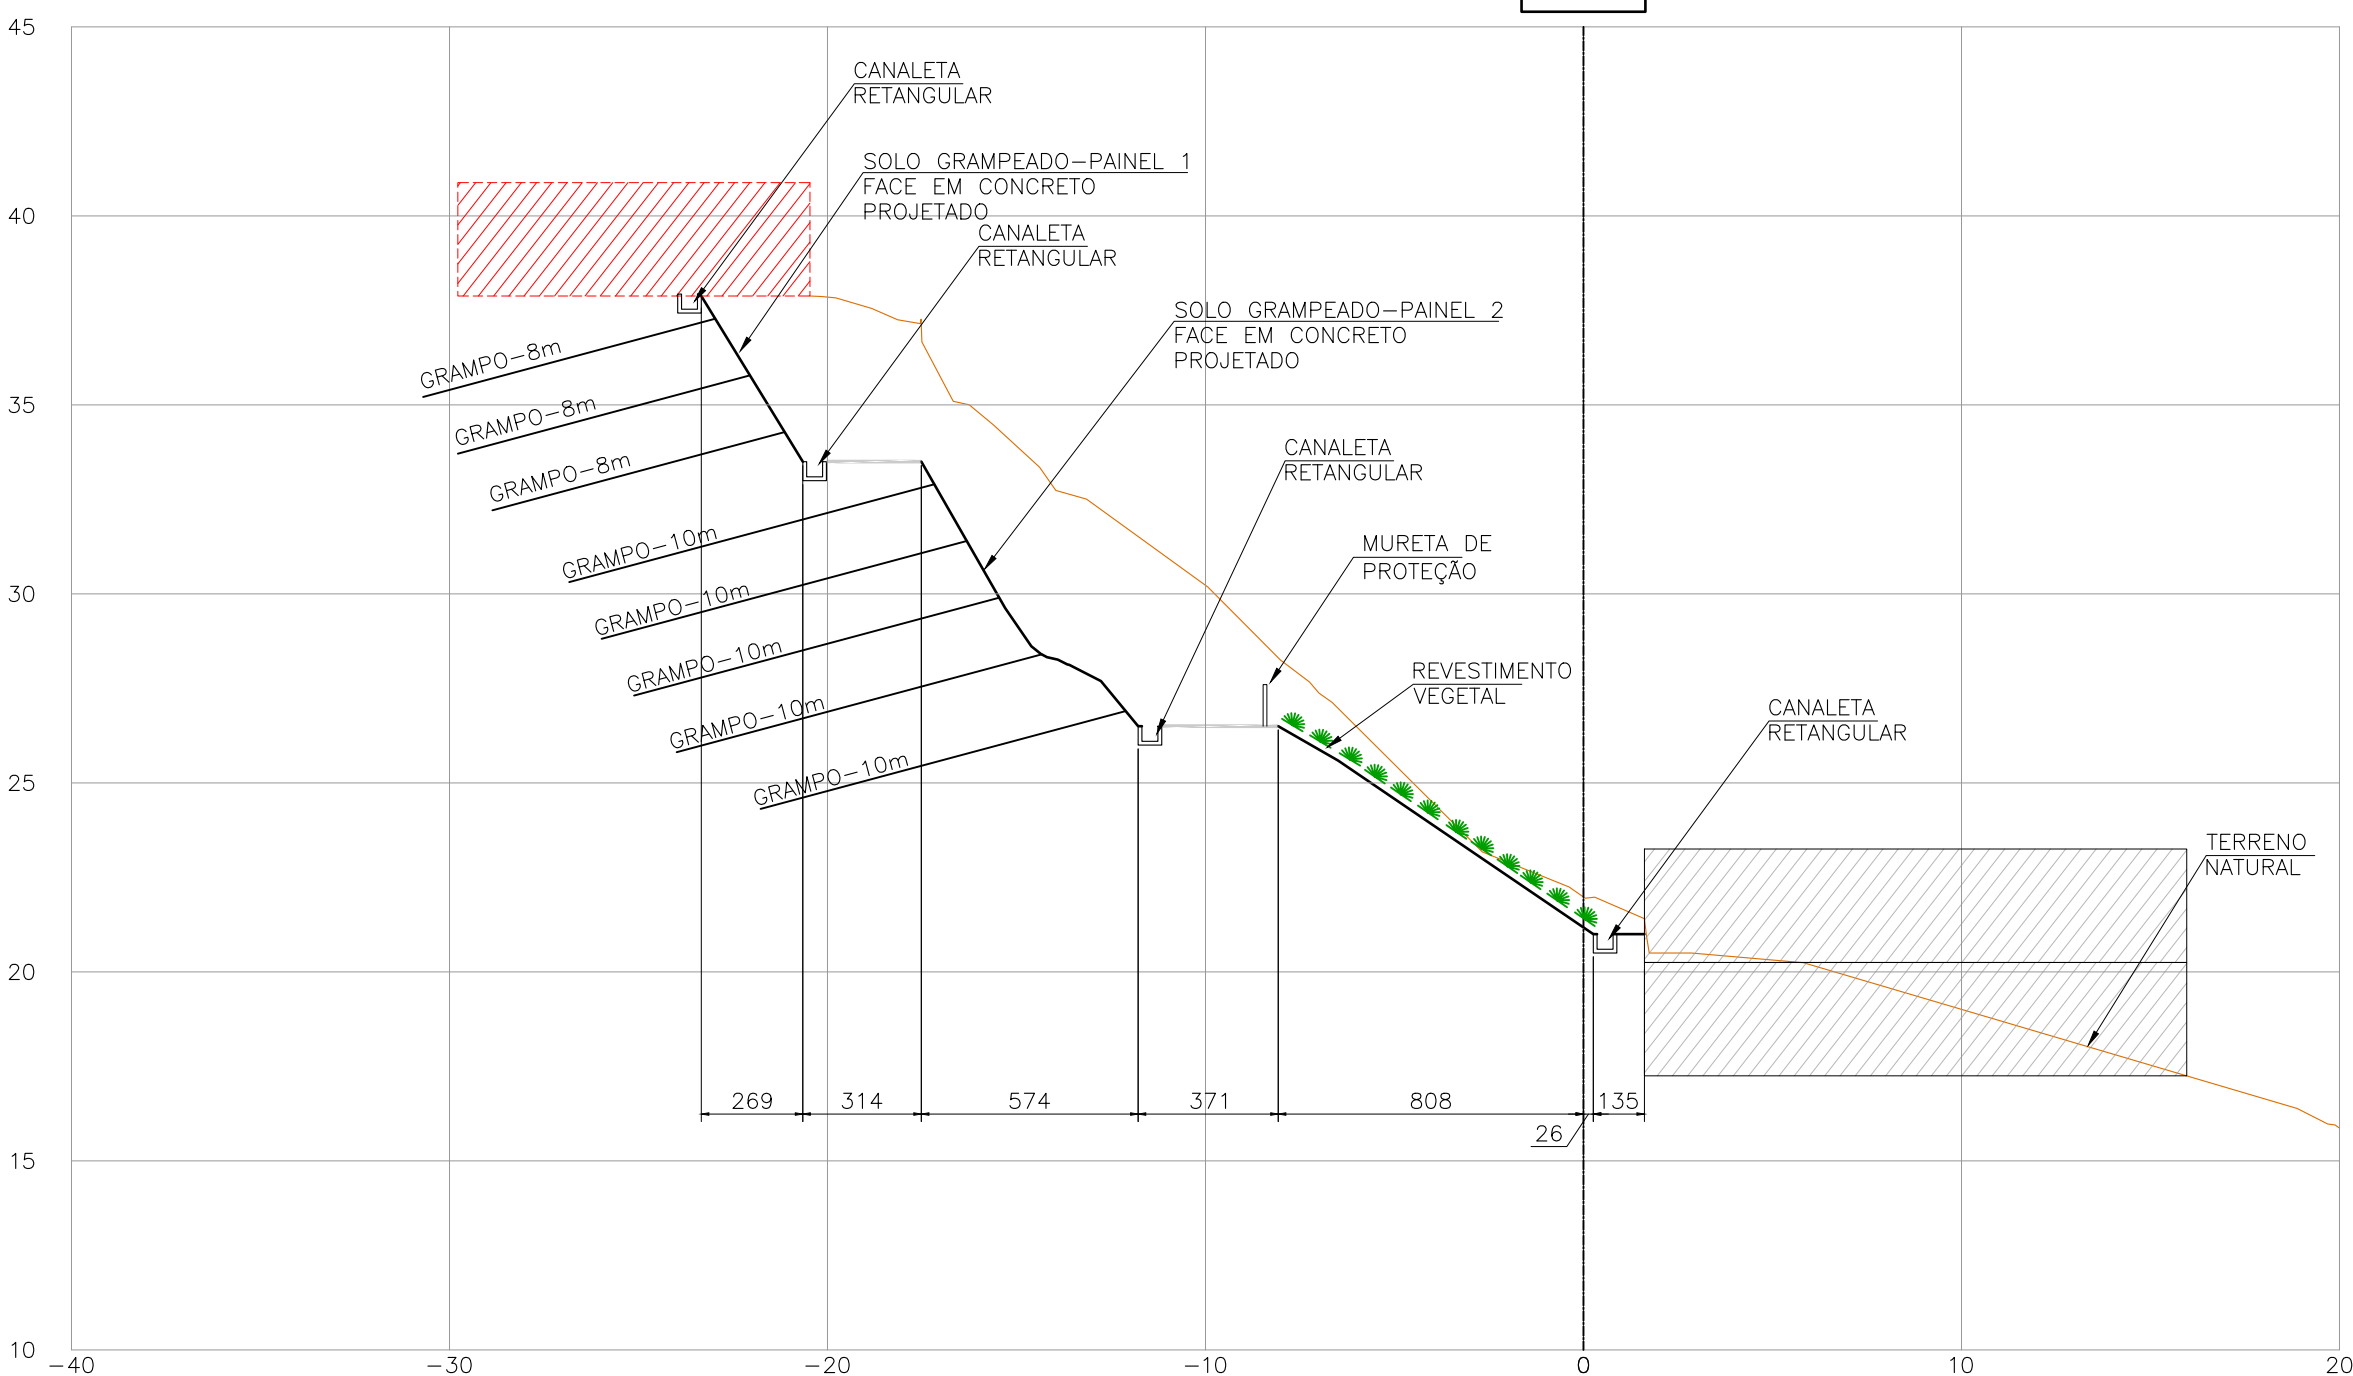 45
CANALETA
RETANGULAR
SOLO GRAMPEADO-PAINEL 1
FACE EM CONCRETO
PROJETADO
40
CANALETA
RETANGULAR
SOLO GRAMPEADO-PAINEL 2
FACE EM CONCRETO
PROJETADO
GRAMPO-8m
35
GRAMPO-8m
GRAMPO-8m
CANALETA
RETANGULAR
GRAMPO-10m
MURETA DE
PROTEÇÃO
30
GRAMPO-10m
GRAMPO-10m
GRAMPO-10m
REVESTIMENTO
VEGETAL
CANALETA
RETANGULAR
25
GRAMPO-10m
TERRENO
NATURAL
20
269 314 574 371 808 135
26
15
10
-40 -30 -20 -10 0 10 20